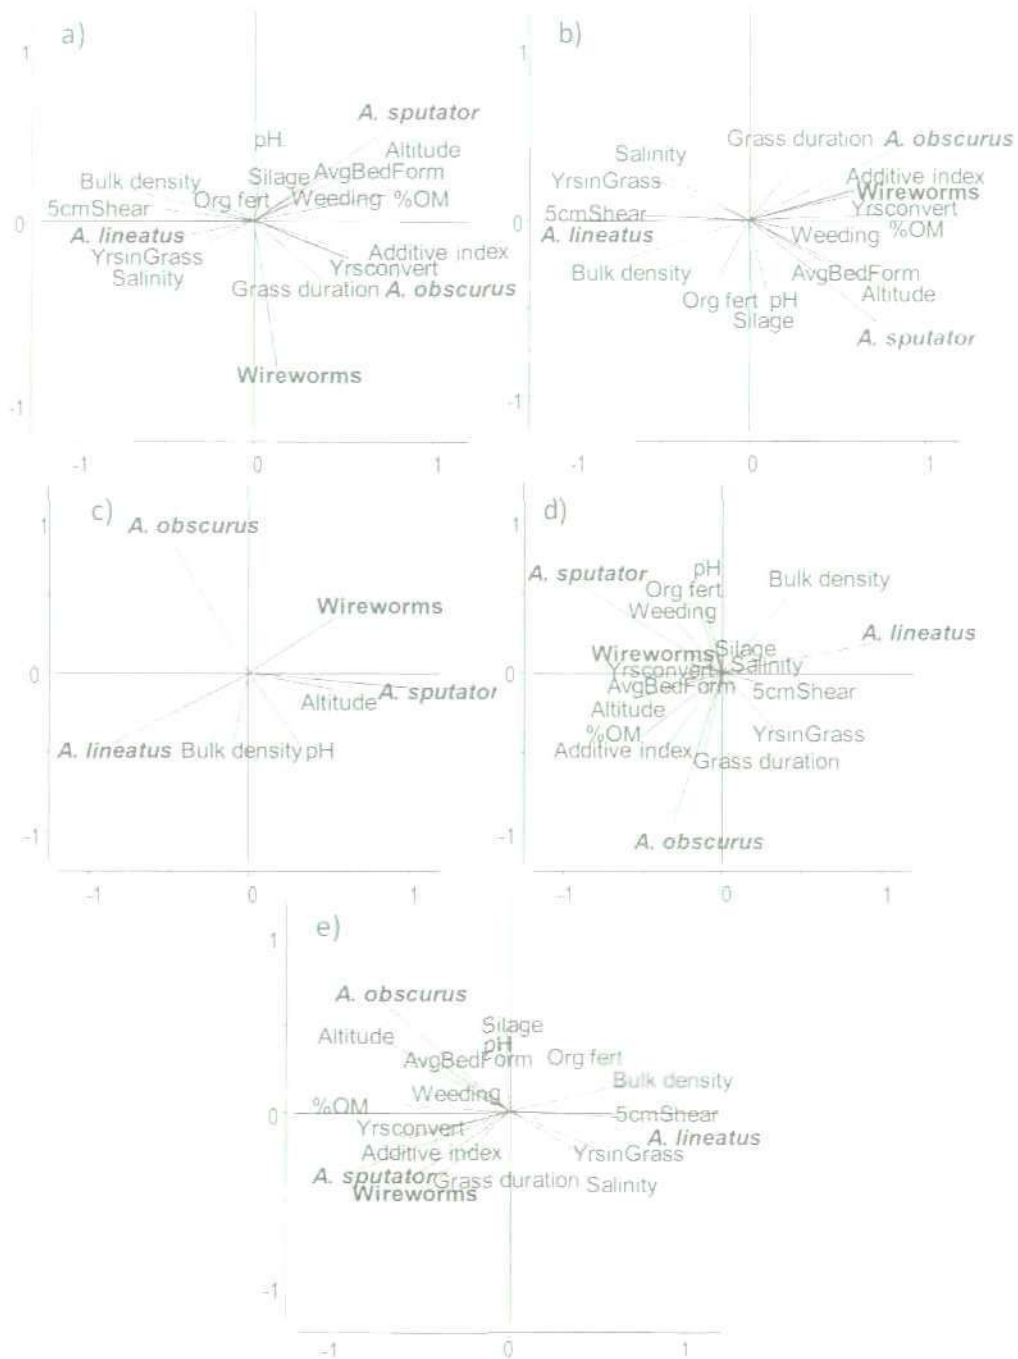 a)
1
A. sputator
pH
Altitude
Silage AvgBedForm
Bulk density
Org fert Weeding %OM
5cmShear
0
A. lineatus
YrsinGrass
Additive index
Yrsconvert
Salinity
Grass duration A. obscurus
Wireworms
-1
-1 0 1
b)
1
Grass duration A. obscurus
Salinity
Additive index
YrsinGrass
Wireworms
5cmShear
Yrsconvert
0
A. lineatus
Weeding %OM
Bulk density
AvgBedForm
Org fert pH
Altitude
Silage
A. sputator
-1
-1 0 1
c)
1
A. obscurus
Wireworms
0
Altitude A. sputator
A. lineatus Bulk density pH
-1
-1 0 1
d)
1
A. sputator
pH
Bulk density
Org fert
Weeding
A. lineatus
Wireworms Silage
Yrsconvert Salinity
0
AvgBedForm
5cmShear
Altitude
%OM
YrsinGrass
Additive index
Grass duration
-1
A. obscurus
-1 0 1
e)
1
A. obscurus
Silage
Altitude
pH
AvgBedForm Org fert
Weeding
Bulk density
%OM
0
5cmShear
Yrsconvert
A. lineatus
Additive index
YrsinGrass
A. sputator Grass duration Salinity
Wireworms
-1
-1 0 1